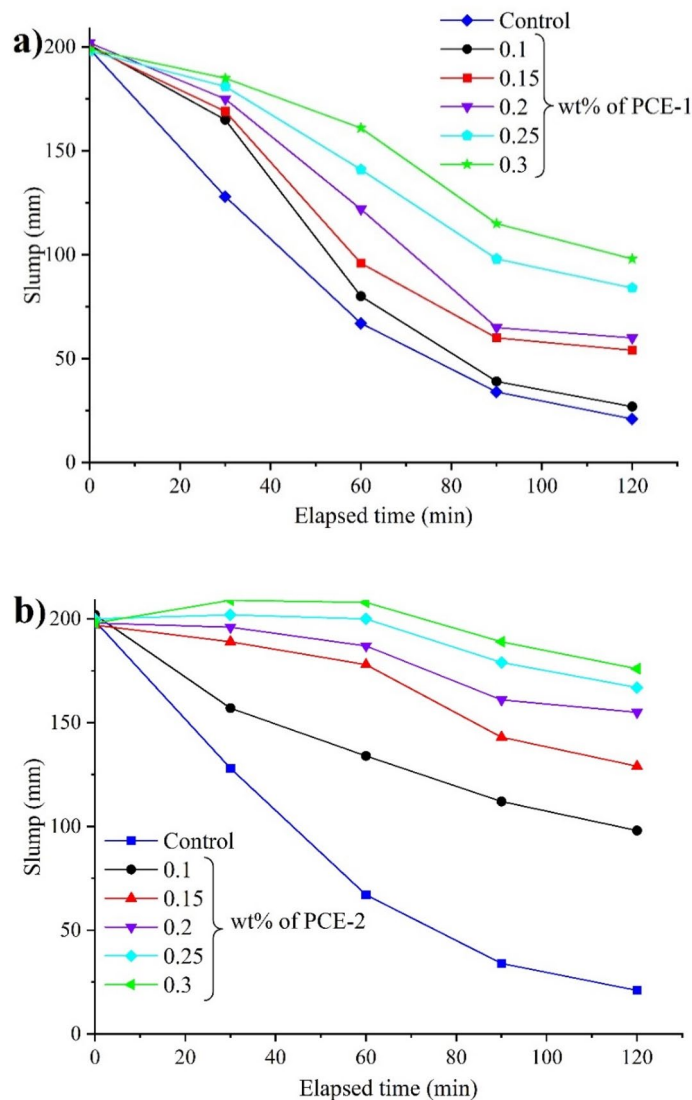 a)
Control
0.1
0.15
0.2
0.25
0.3
wt% of PCE-1
200
150
100
50
0
Slump (mm)
0 20 40 60 80 100 120
Elapsed time (min)
b)
200
150
100
50
0
Slump (mm)
Control
0.1
0.15
0.2
0.25
0.3
wt% of PCE-2
0 20 40 60 80 100 120
Elapsed time (min)